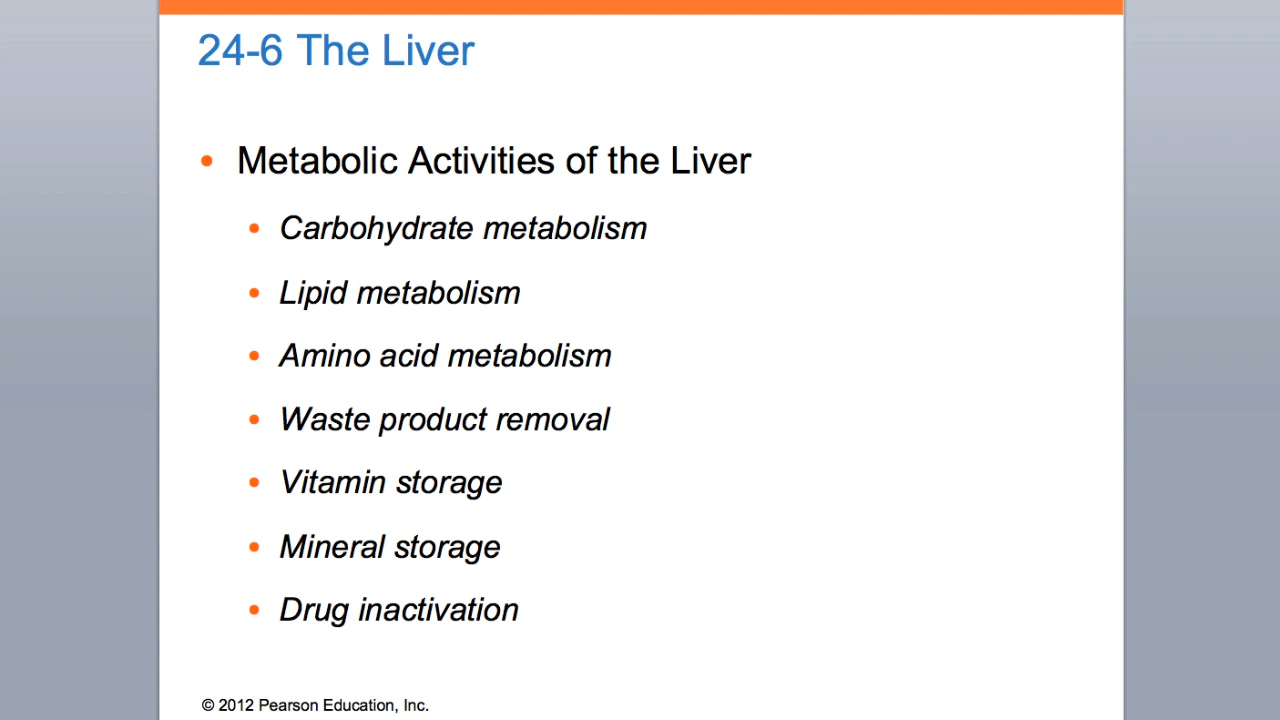 24-6 The Liver
• Metabolic Activities of the Liver
• Carbohydrate metabolism
• Lipid metabolism
• Amino acid metabolism
• Waste product removal
• Vitamin storage
• Mineral storage
• Drug inactivation
© 2012 Pearson Education, Inc.